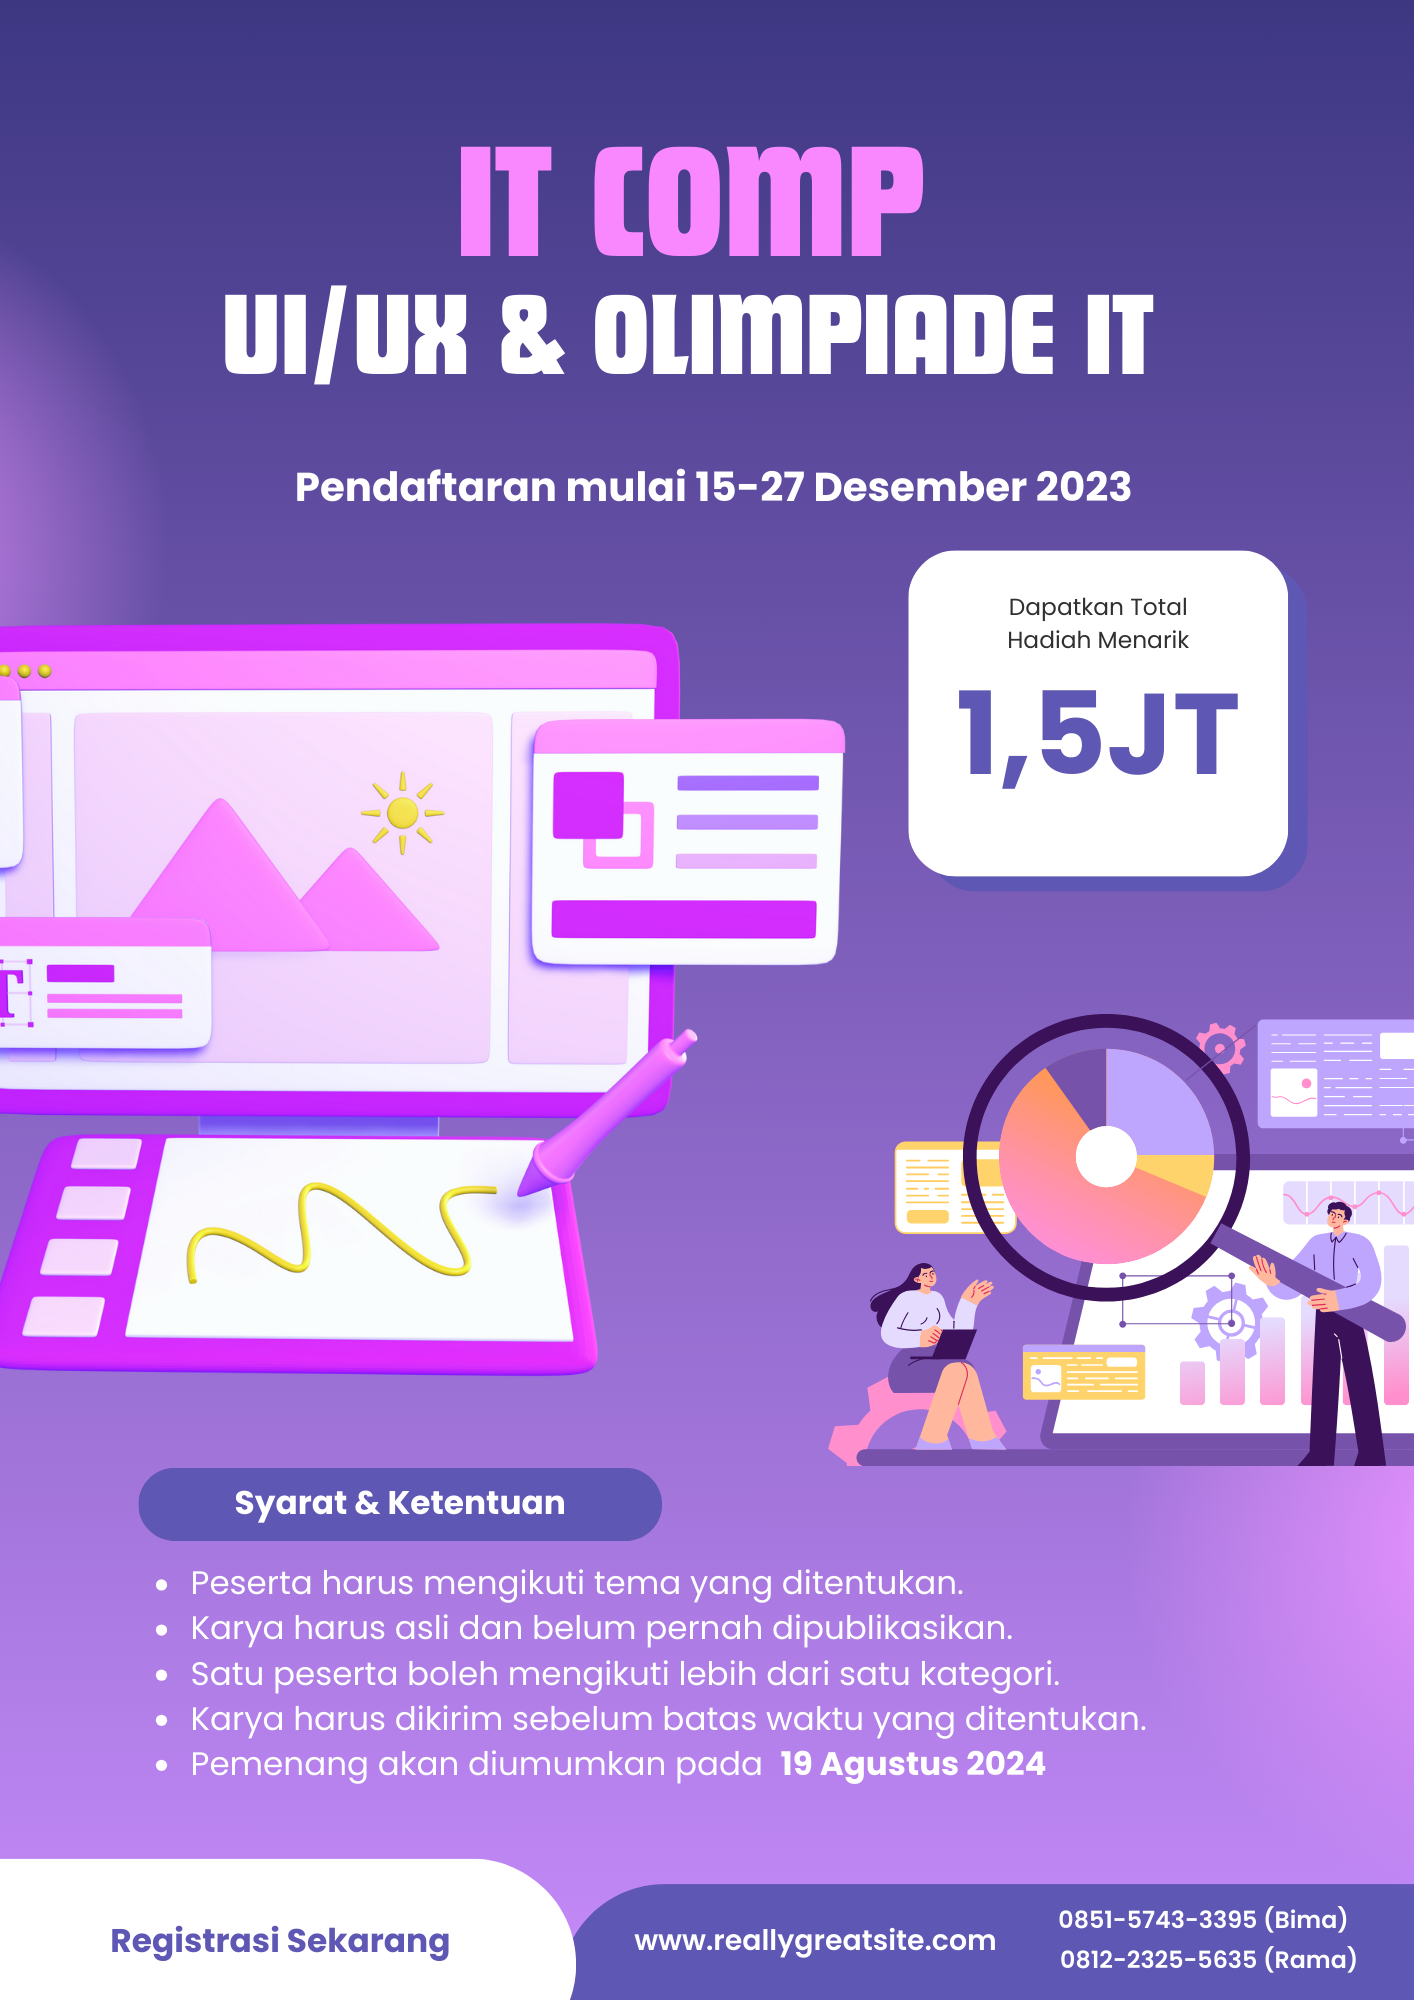 IT COMP
UI/UX & OLIMPIADE IT
Pendaftaran mulai 15-27 Desember 2023
Dapatkan Total
Hadiah Menarik
1,5JT
T
Syarat & Ketentuan
• Peserta harus mengikuti tema yang ditentukan.
• Karya harus asli dan belum pernah dipublikasikan.
• Satu peserta boleh mengikuti lebih dari satu kategori.
• Karya harus dikirim sebelum batas waktu yang ditentukan.
• Pemenang akan diumumkan pada 19 Agustus 2024
Registrasi Sekarang
www.reallygreatsite.com
0851-5743-3395 (Bima)
0812-2325-5635 (Rama)